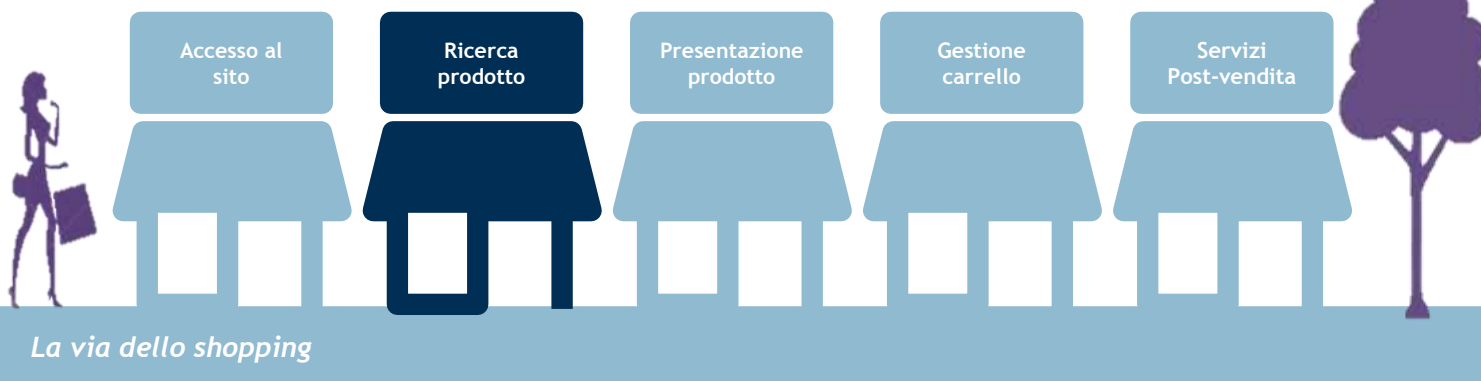 Accesso al
sito
Ricerca
prodotto
Presentazione
prodotto
Gestione
carrello
Servizi
Post-vendita
La via dello shopping